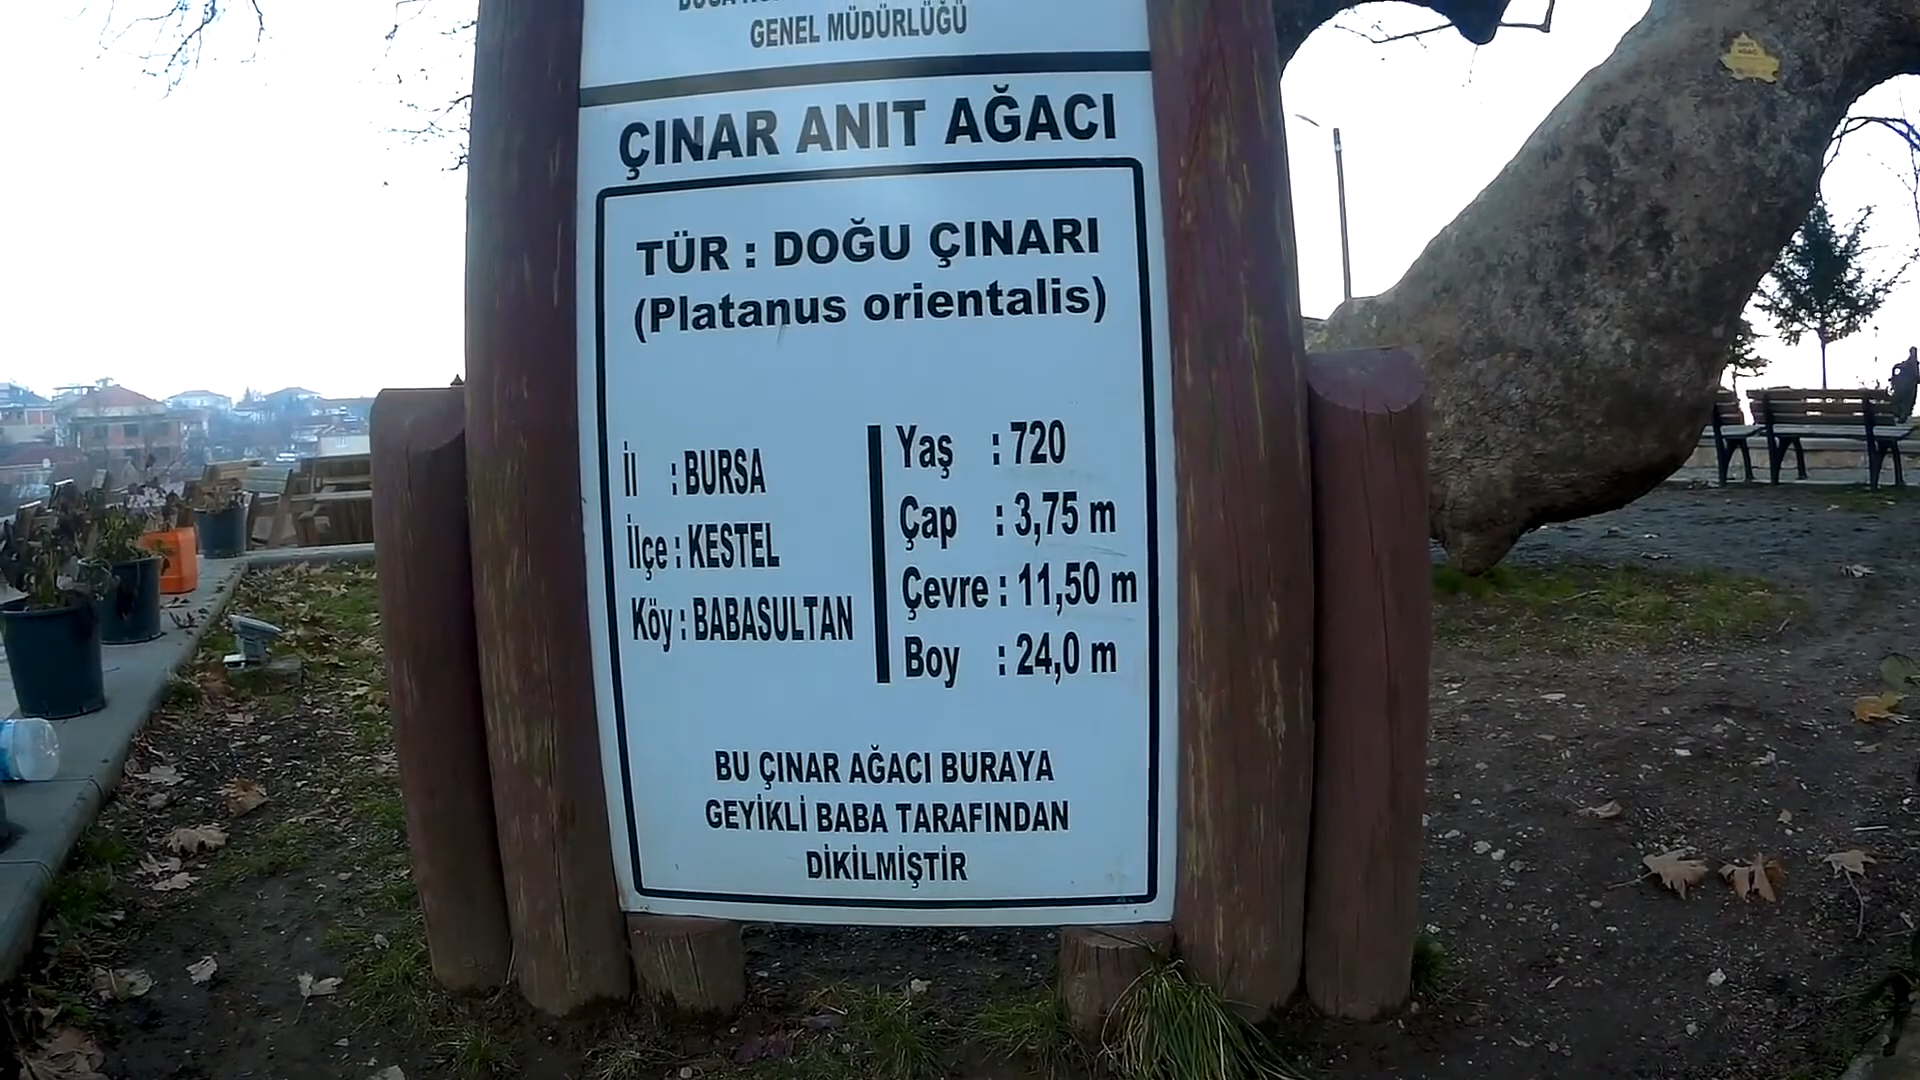 GENEL MÜDÜRLÜĞÜ
ÇINAR ANIT AĞACI
TÜR : DOĞU ÇINARI
(Platanus orientalis)
İl : BURSA
İlçe : KESTEL
Köy : BABASULTAN
Yaş : 720
Çap : 3,75 m
Çevre : 11,50 m
Boy : 24,0 m
BU ÇINAR AĞACI BURAYA
GEYİKLİ BABA TARAFINDAN
DİKİLMİŞTİR
ANIT
AĞAÇ